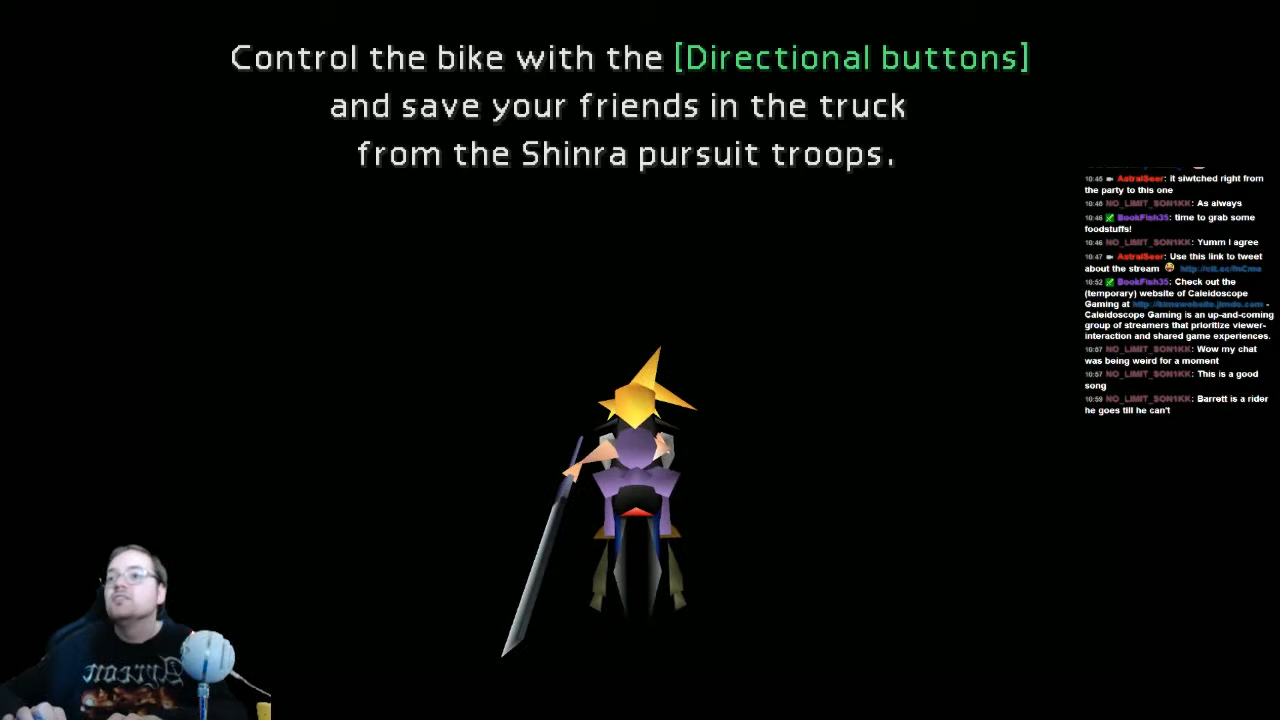 Control the bike with the [Directional buttons]
and save your friends in the truck
from the Shinra pursuit troops.
10:45 AstralSeer: it siwtched right from
the party to this one
10:46 NO_LIMIT_SON1KK: As always
10:46 BookFish35: time to grab some
foodstuffs!
10:46 NO_LIMIT_SON1KK: Yumm I agree
10:47 AstralSeer: Use this link to tweet
about the stream
10:52 BookFish35: Check out the
(temporary) website of Caleidoscope
Gaming at -
Caleidoscope Gaming is an up-and-coming
group of streamers that prioritize viewer-
interaction and shared game experiences.
10:57 NO_LIMIT_SON1KK: Wow my chat
was being weird for a moment
10:57 NO_LIMIT_SON1KK: This is a good
song
10:59 NO_LIMIT_SON1KK: Barrett is a rider
he goes till he can't
Ayreon